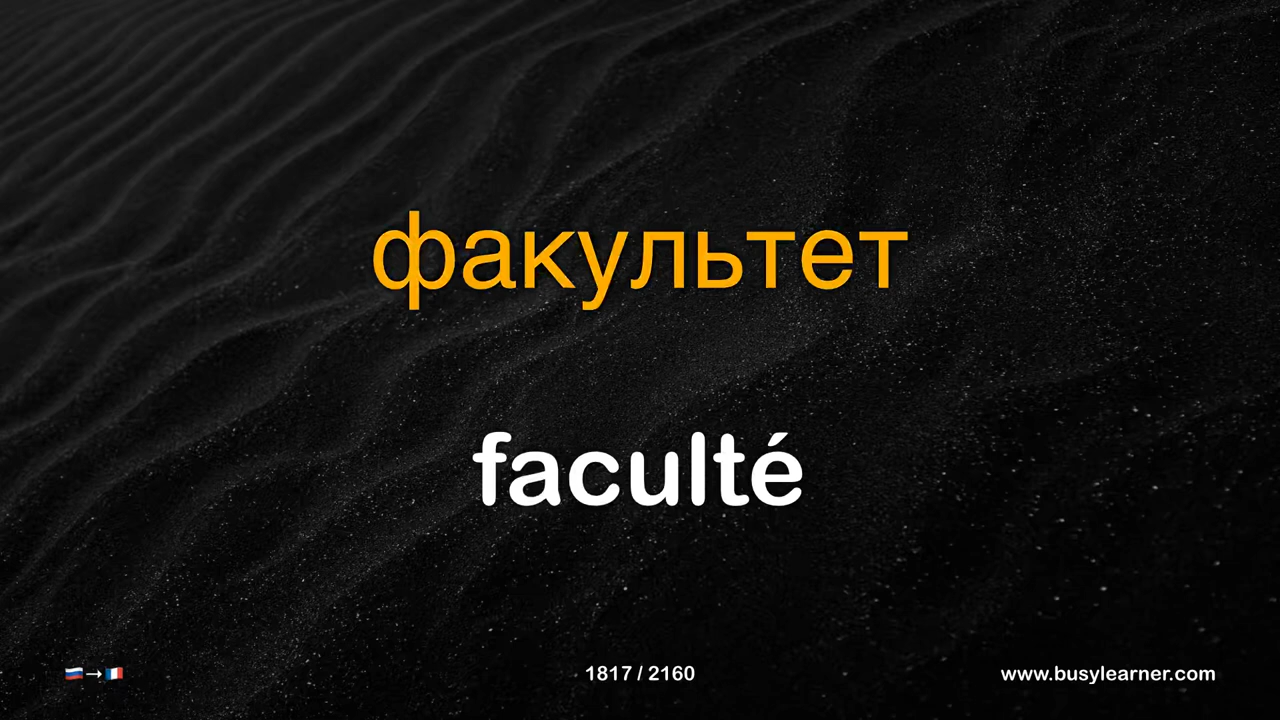 факультет
faculté
🇷🇺→🇫🇷
1817 / 2160
www.busylearner.com